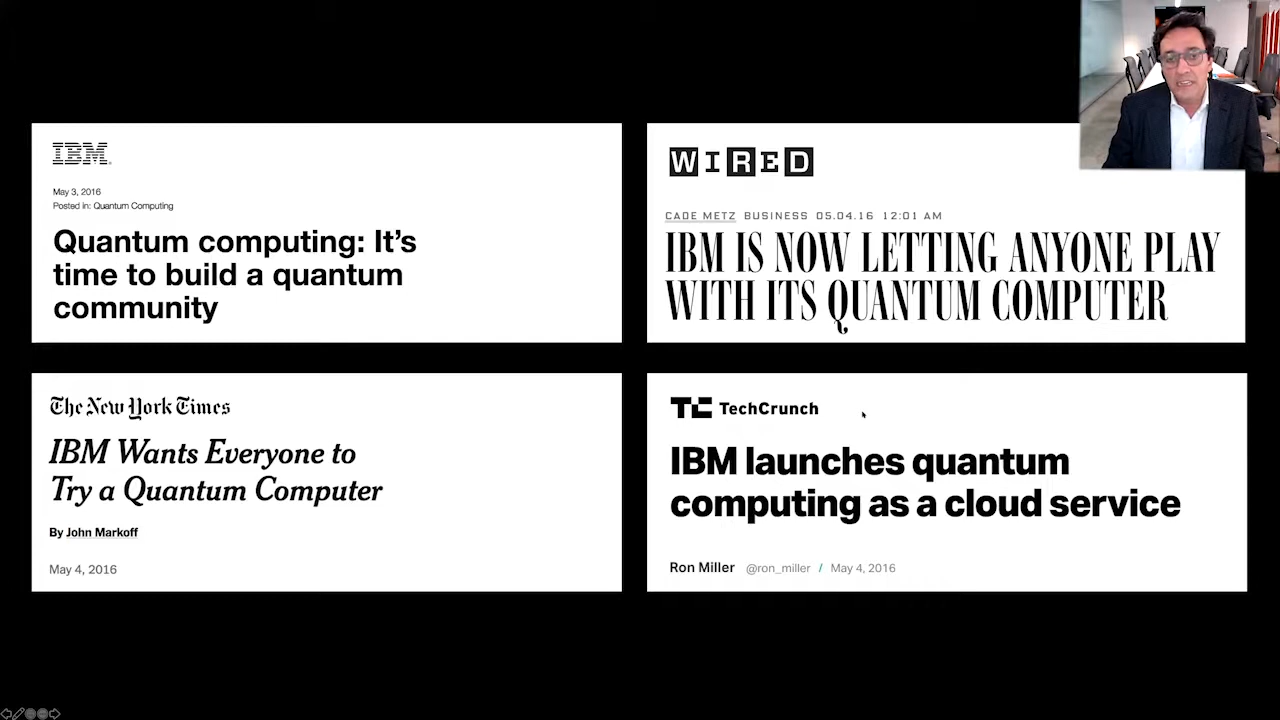 IBM
May 3, 2016
Posted in: Quantum Computing
Quantum computing: It's
time to build a quantum
community
WIRED
CADE METZ BUSINESS 05.04.16 12:01 AM
IBM IS NOW LETTING ANYONE PLAY
WITH ITS QUANTUM COMPUTER
The New York Times
IBM Wants Everyone to
Try a Quantum Computer
By John Markoff
May 4, 2016
TC TechCrunch
IBM launches quantum
computing as a cloud service
Ron Miller @ron_miller / May 4, 2016